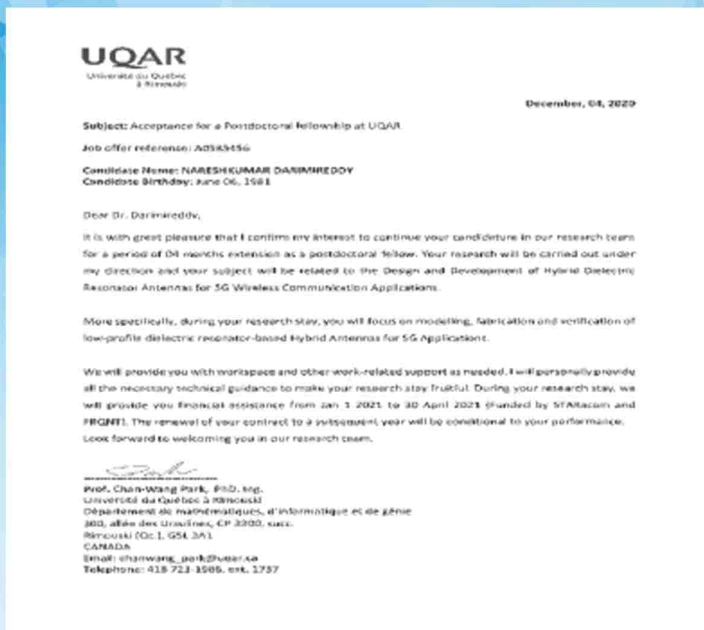 UQAR
Université du Québec
à Rimouski
December, 04, 2020
Subject: Acceptance for a Postdoctoral Fellowship at UQAR
Job offer reference: A0585456
Candidate Name: NARESHKUMAR DARIMIREDDY
Candidate Birthday: June 06, 1981
Dear Dr. Darimireddy,
It is with great pleasure that I confirm my interest to continue your candidature in our research team
for a period of 04 months extension as a postdoctoral fellow. Your research will be carried out under
my direction and your subject will be related to the Design and Development of Hybrid Dielectric
Resonator Antennas for 5G Wireless Communication Applications.
More specifically, during your research stay, you will focus on modelling, fabrication and verification of
low-profile dielectric resonator-based Hybrid Antennas for 5G Applications.
We will provide you with workspace and other work-related support as needed. I will personally provide
all the necessary technical guidance to make your research stay fruitful. During your research stay, we
will provide you financial assistance from Jan 1 2021 to 30 April 2021 (Funded by STARacom and
FRQNT). The renewal of your contract to a subsequent year will be conditional to your performance.
Look forward to welcoming you in our research team.
Prof. Chan-Wang Park, PhD. Ing.
Université du Québec à Rimouski
Département de mathématiques, d'informatique et de génie
300, allée des Ursulines, CP 3300, succ.
Rimouski (Qc.), G5L 3A1
CANADA
Email: chanwang_park@uqar.ca
Telephone: 418 723-1986, ext. 1737